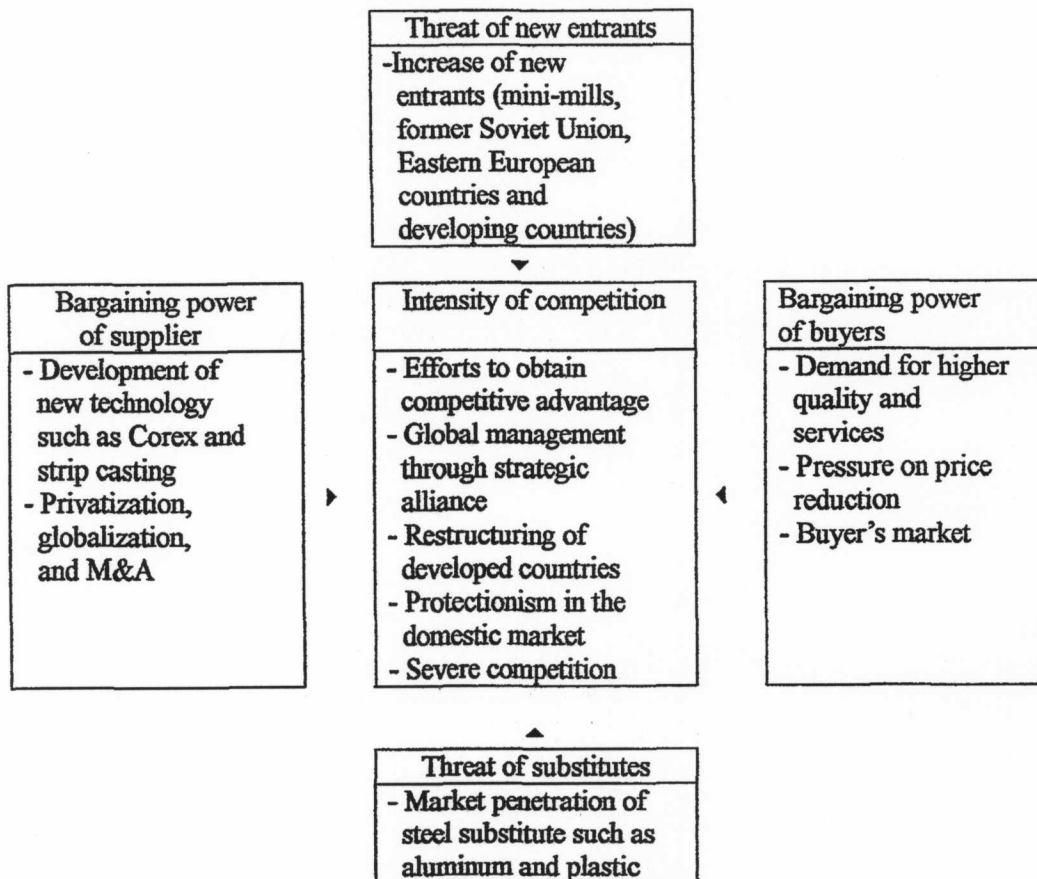 Threat of new entrants
-Increase of new
entrants (mini-mills,
former Soviet Union,
Eastern European
countries and
developing countries)
Bargaining power
of supplier
- Development of
new technology
such as Corex and
strip casting
- Privatization,
globalization,
and M&A
Intensity of competition
- Efforts to obtain
competitive advantage
- Global management
through strategic
alliance
- Restructuring of
developed countries
- Protectionism in the
domestic market
- Severe competition
Bargaining power
of buyers
- Demand for higher
quality and
services
- Pressure on price
reduction
- Buyer's market
Threat of substitutes
- Market penetration of
steel substitute such as
aluminum and plastic